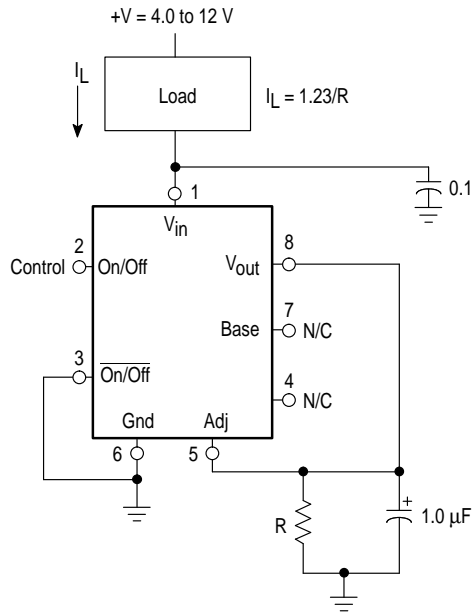 +V = 4.0 to 12 V
I_L
Load
I_L = 1.23/R
0.1
1
V_in
2
Control
On/Off
V_out
8
7
Base
N/C
3
On/Off
4
N/C
Gnd
Adj
6
5
R
+
1.0 μF